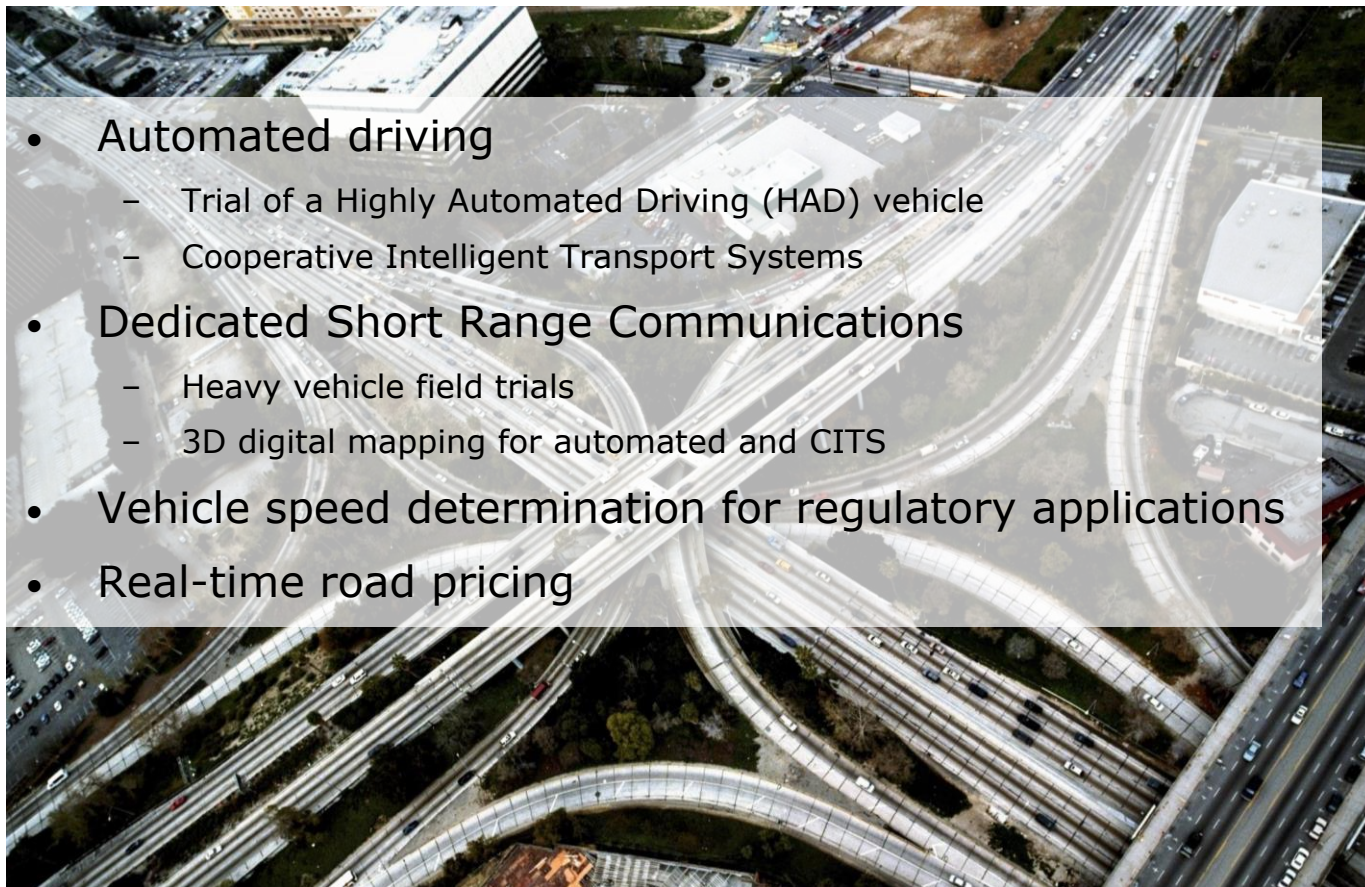 • Automated driving
– Trial of a Highly Automated Driving (HAD) vehicle
– Cooperative Intelligent Transport Systems
• Dedicated Short Range Communications
– Heavy vehicle field trials
– 3D digital mapping for automated and CITS
• Vehicle speed determination for regulatory applications
• Real-time road pricing